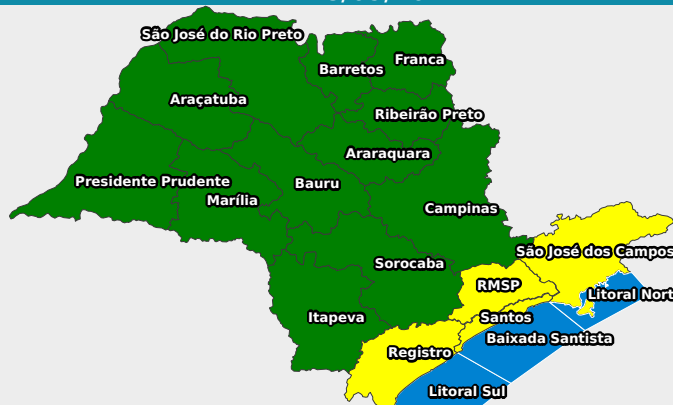 São José do Rio Preto
Franca
Barretos
Araçatuba
Ribeirão Preto
Araraquara
Presidente Prudente
Bauru
Marília
Campinas
São José dos Campos
Sorocaba
RMSP
Litoral Nort
Itapeva
Santos
Baixada Santista
Registro
Litoral Sul